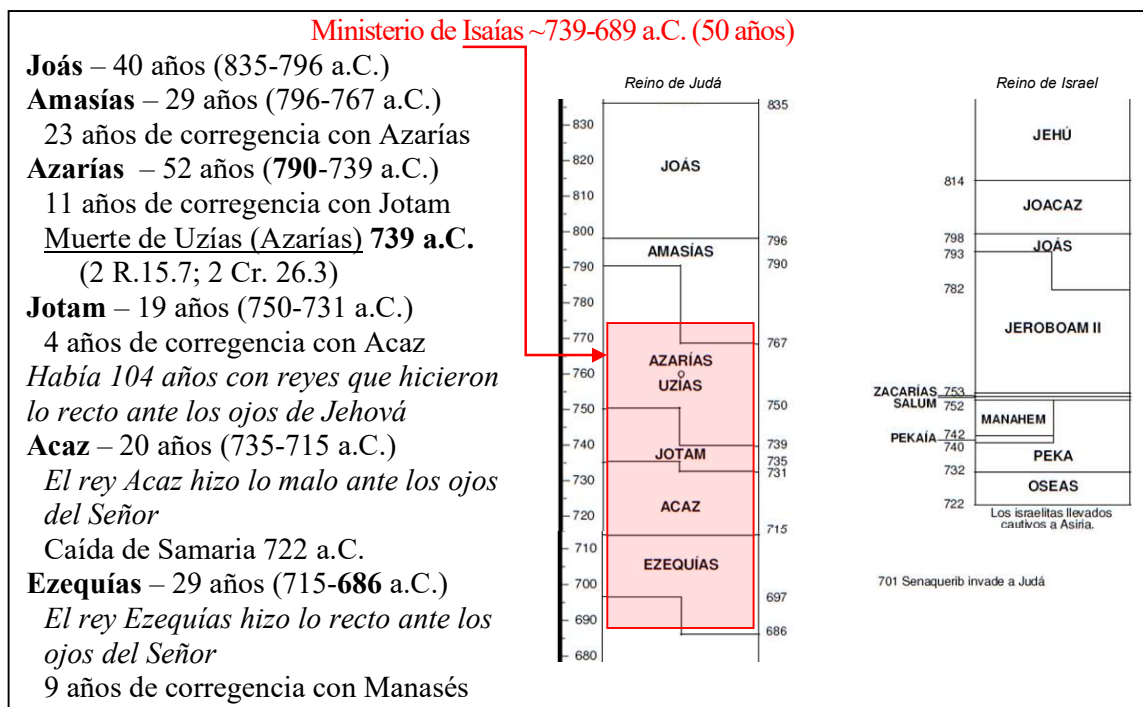 Ministerio de Isaías ~739-689 a.C. (50 años)
Joás – 40 años (835-796 a.C.)
Amasías – 29 años (796-767 a.C.)
23 años de corregencia con Azarías
Azarías – 52 años (790-739 a.C.)
11 años de corregencia con Jotam
Muerte de Uzías (Azarías) 739 a.C.
(2 R.15.7; 2 Cr. 26.3)
Jotam – 19 años (750-731 a.C.)
4 años de corregencia con Acaz
Había 104 años con reyes que hicieron
lo recto ante los ojos de Jehová
Acaz – 20 años (735-715 a.C.)
El rey Acaz hizo lo malo ante los ojos
del Señor
Caída de Samaria 722 a.C.
Ezequías – 29 años (715-686 a.C.)
El rey Ezequías hizo lo recto ante los
ojos del Señor
9 años de corregencia con Manasés
Reino de Judá
830
820
810
800
790
780
770
760
750
740
730
720
710
700
690
680
JOÁS
AMASÍAS
AZARÍAS
O
UZÍAS
JOTAM
ACAZ
EZEQUÍAS
835
796
790
767
750
739
735
731
715
697
686
Reino de Israel
814
798
793
782
ZACARÍAS 753
SALUM 752
742
PEKAÍA 740
732
722
JEHÚ
JOACAZ
JOÁS
JEROBOAM II
MANAHEM
PEKA
OSEAS
Los israelitas llevados
cautivos a Asiria.
701 Senaquerib invade a Judá